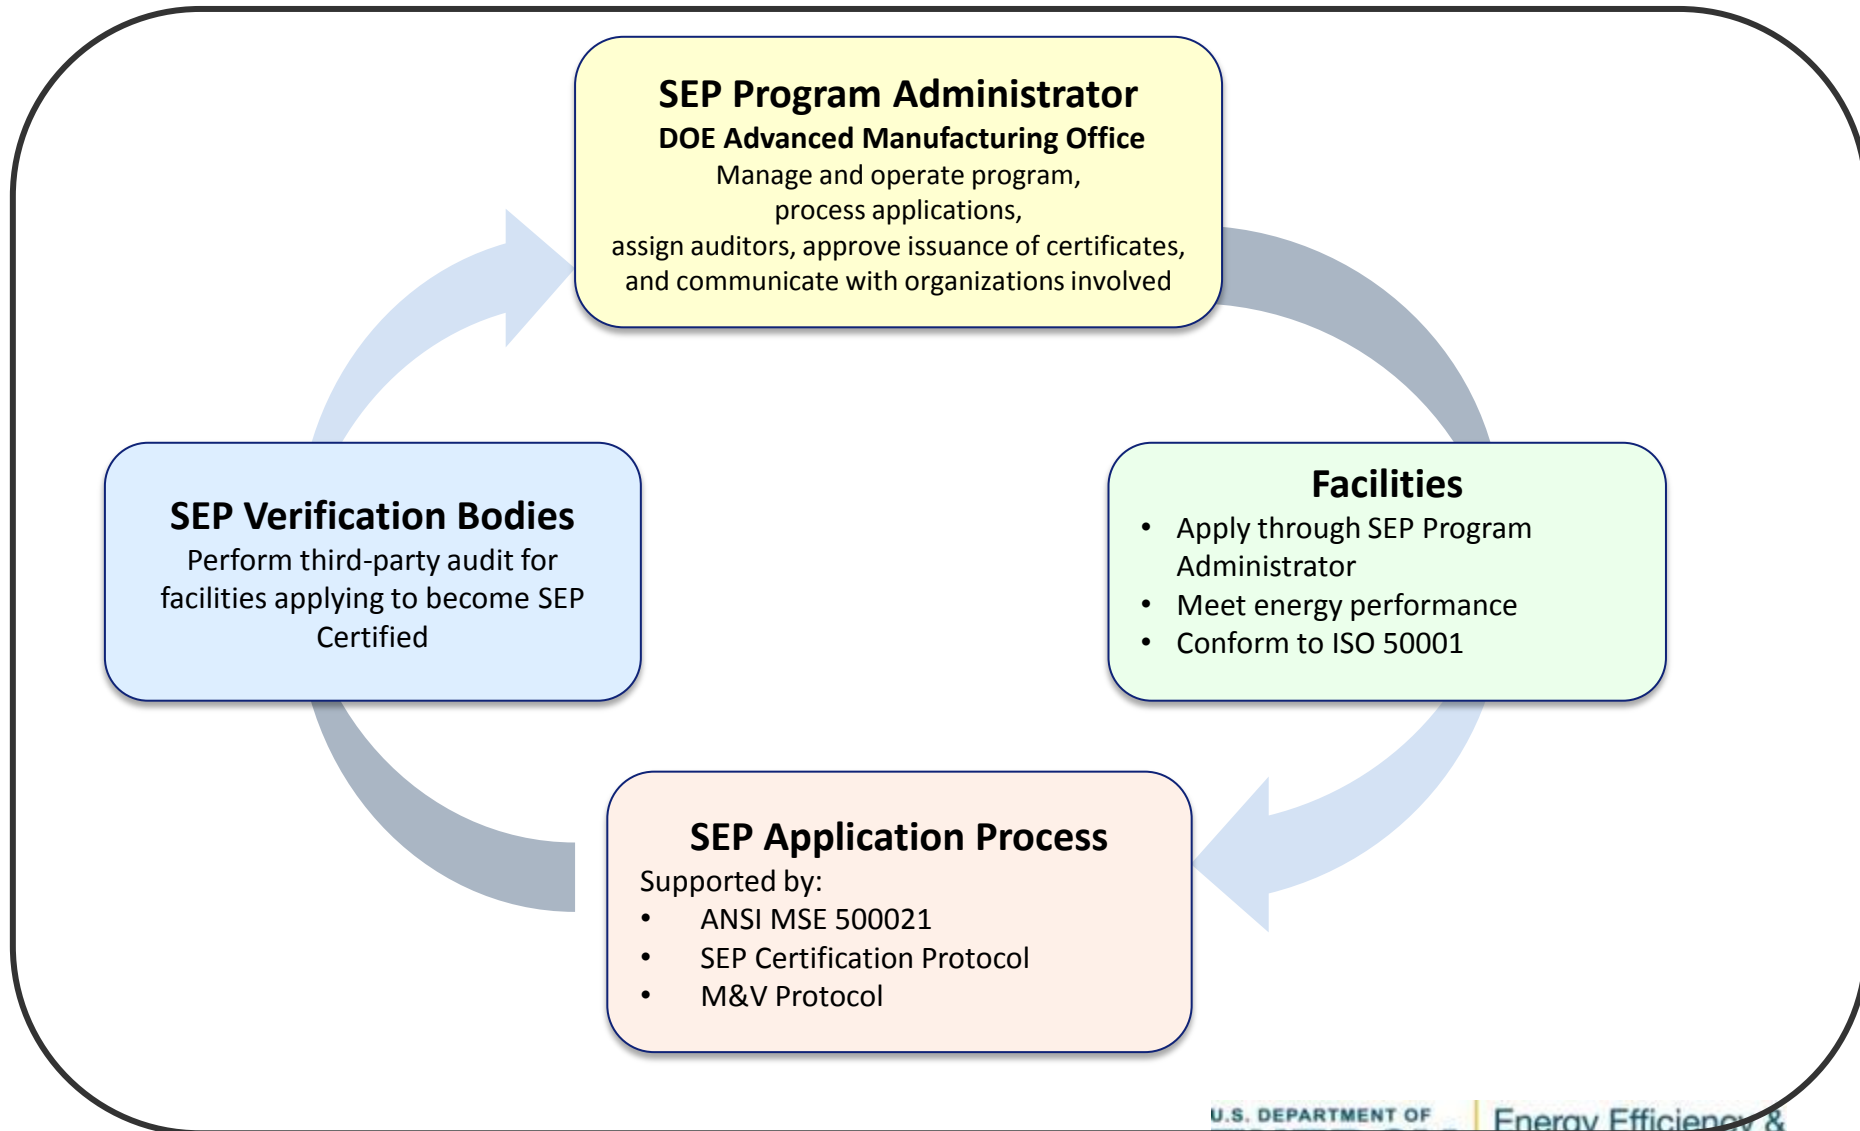 SEP Program Administrator
DOE Advanced Manufacturing Office
Manage and operate program,
process applications,
assign auditors, approve issuance of certificates,
and communicate with organizations involved
SEP Verification Bodies
Perform third-party audit for
facilities applying to become SEP
Certified
Facilities
• Apply through SEP Program
Administrator
• Meet energy performance
• Conform to ISO 50001
SEP Application Process
Supported by:
• ANSI MSE 500021
• SEP Certification Protocol
• M&V Protocol
U.S. DEPARTMENT OF
Energy Efficiency &